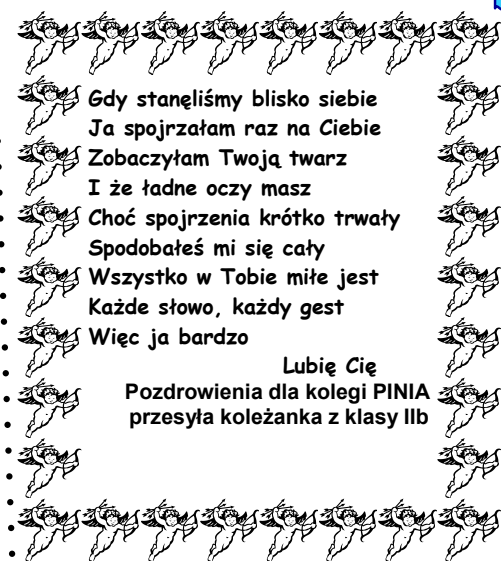 Gdy stanęliśmy blisko siebie
Ja spojrzałam raz na Ciebie
Zobaczyłam Twoją twarz
I że ładne oczy masz
Choć spojrzenia krótko trwały
Spodobałeś mi się cały
Wszystko w Tobie miłe jest
Każde słowo, każdy gest
Więc ja bardzo
Lubię Cię
Pozdrowienia dla kolegi PINIA
przesyła koleżanka z klasy IIb